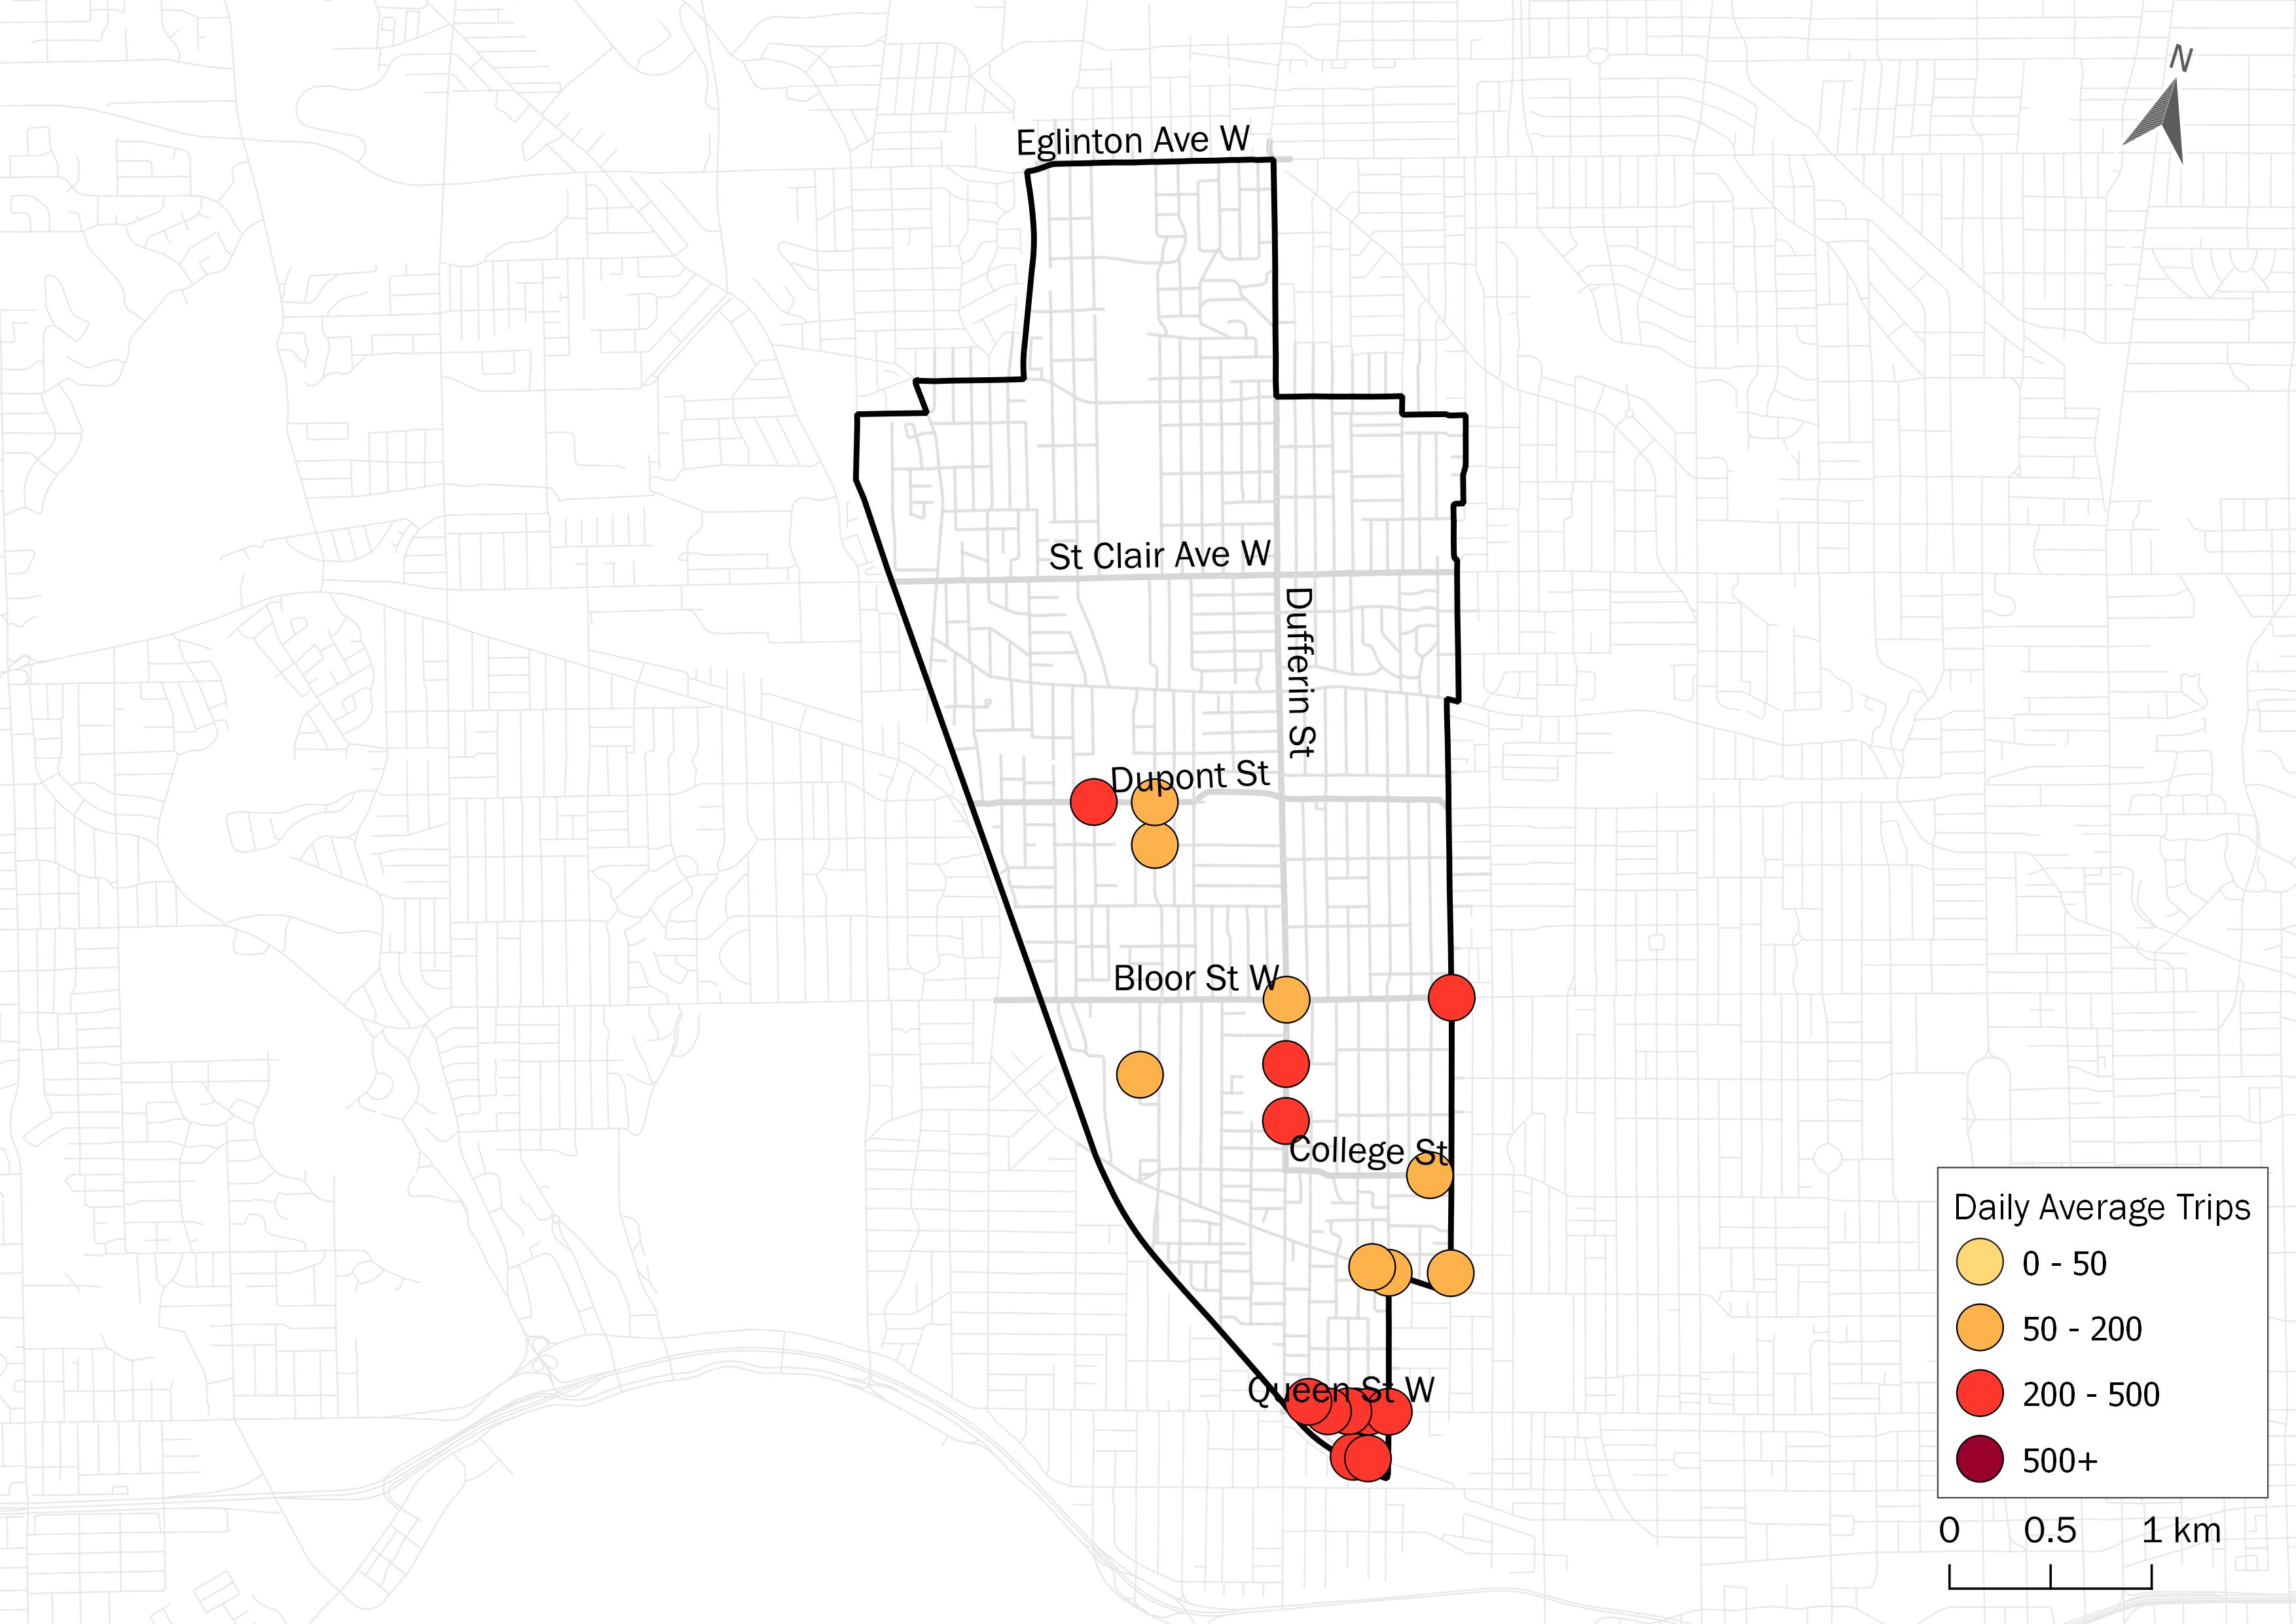 N
Eglinton Ave W
St Clair Ave W
Dufferin St
Dupont St
Bloor St W
College St
Queen St W
Daily Average Trips
0 - 50
50 - 200
200 - 500
500+
0 0.5 1 km